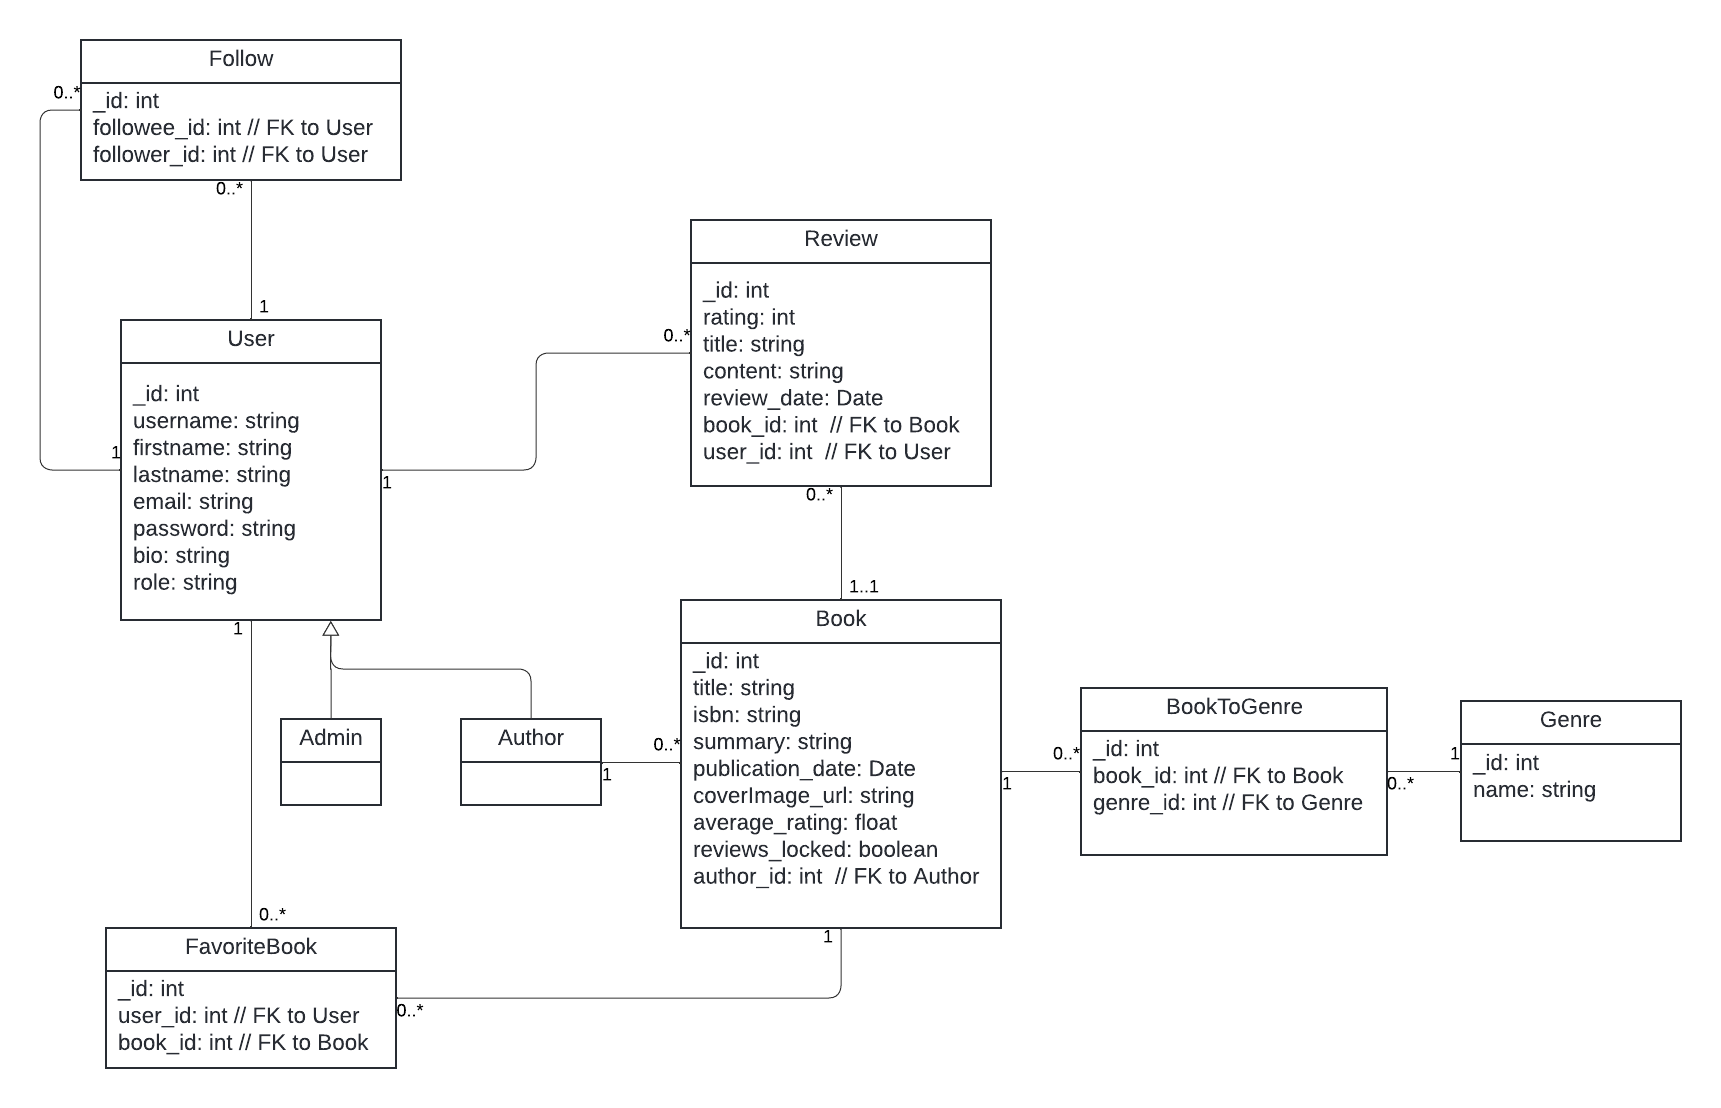 Follow
0..*
_id: int
followee_id: int // FK to User
follower_id: int // FK to User
0..*
1
User
_id: int
username: string
firstname: string
1
lastname: string
email: string
password: string
bio: string
role: string
1
1
Review
_id: int
rating: int
0..*
title: string
content: string
review_date: Date
book_id: int  // FK to Book
user_id: int  // FK to User
0..*
1..1
Admin
Author
1
Book
_id: int
title: string
isbn: string
0..*
summary: string
publication_date: Date
coverImage_url: string
average_rating: float
reviews_locked: boolean
author_id: int  // FK to Author
1
1
BookToGenre
0..*
_id: int
book_id: int // FK to Book
genre_id: int // FK to Genre
0..*
Genre
1
_id: int
name: string
0..*
FavoriteBook
_id: int
user_id: int // FK to User
book_id: int // FK to Book
0..*